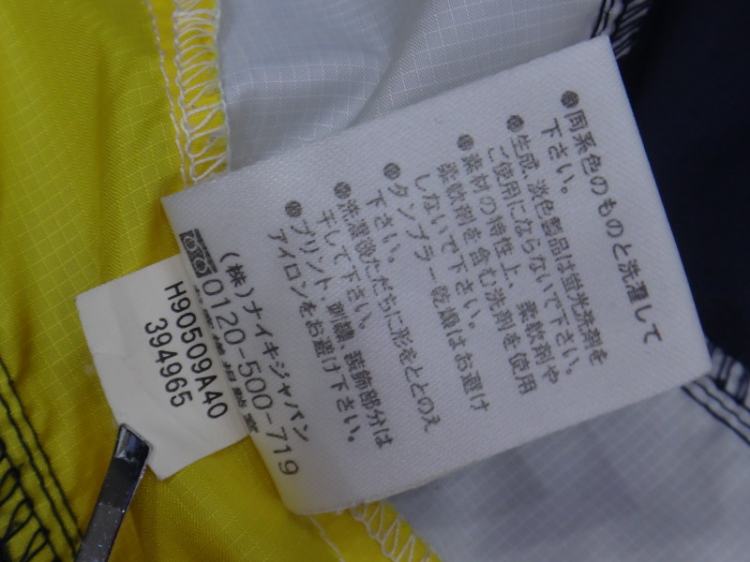 ●同系色のものと洗濯して
下さい。
●生成、淡色製品は蛍光洗剤を
ご使用にならないで下さい。
●素材の特性上、柔軟剤や
柔軟剤を含む洗剤を使用
しないで下さい。
●タンブラー乾燥はお避け
下さい。
●洗濯後ただちに形をととのえ
干して下さい。
●プリント、刺繍、装飾部分は
アイロンをお避け下さい。
(株)ナイキジャパン
0120-500-719
H90509A40
394965